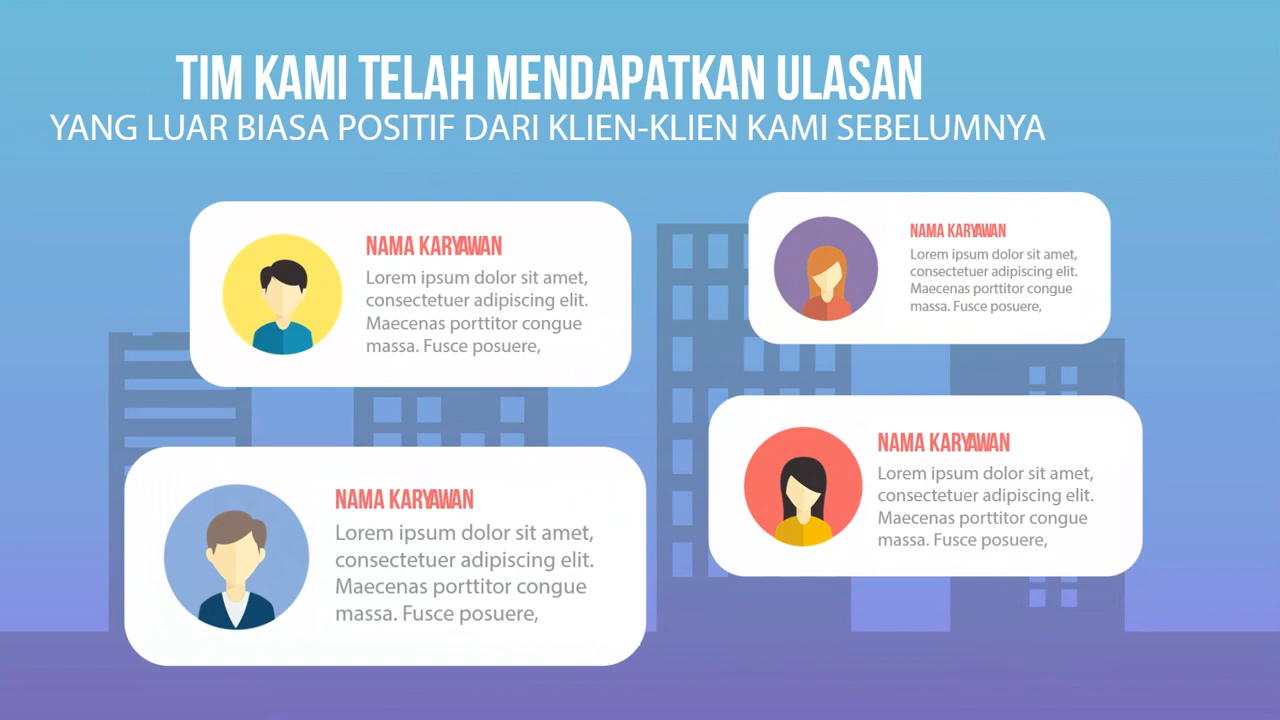 TIM KAMI TELAH MENDAPATKAN ULASAN
YANG LUAR BIASA POSITIF DARI KLIEN-KLIEN KAMI SEBELUMNYA
NAMA KARYAWAN
Lorem ipsum dolor sit amet,
consectetuer adipiscing elit.
Maecenas porttitor congue
massa. Fusce posuere,
NAMA KARYAWAN
Lorem ipsum dolor sit amet,
consectetuer adipiscing elit.
Maecenas porttitor congue
massa. Fusce posuere,
NAMA KARYAWAN
Lorem ipsum dolor sit amet,
consectetuer adipiscing elit.
Maecenas porttitor congue
massa. Fusce posuere,
NAMA KARYAWAN
Lorem ipsum dolor sit amet,
consectetuer adipiscing elit.
Maecenas porttitor congue
massa. Fusce posuere,